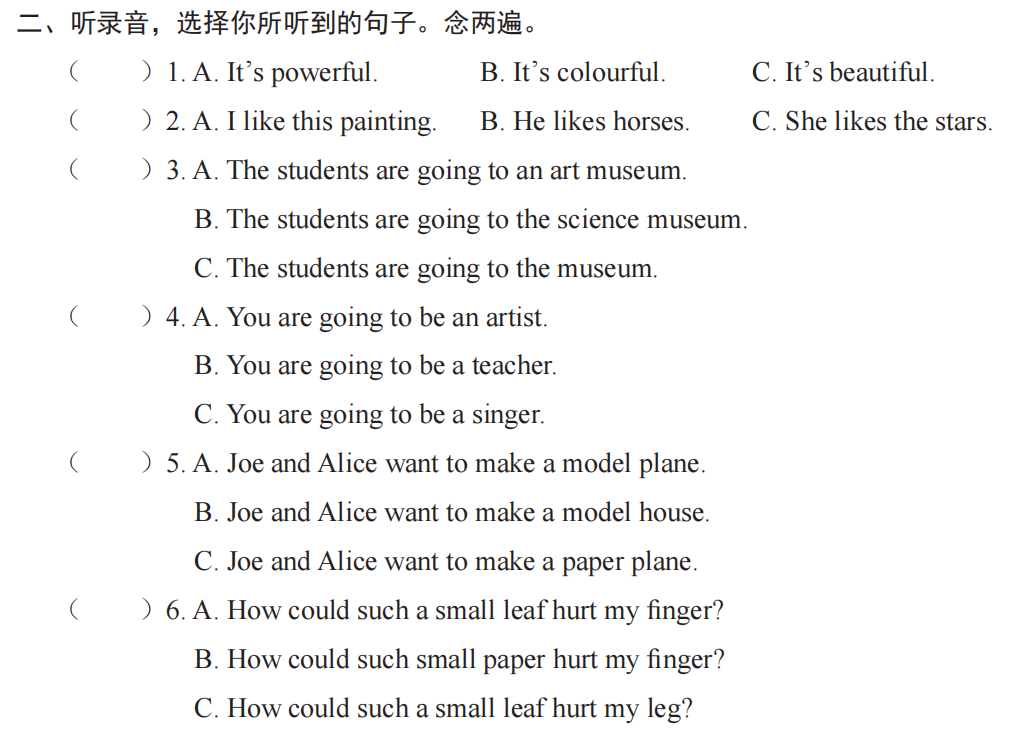 二、听录音，选择你所听到的句子。念两遍。
（　　）1. A. It's powerful. B. It's colourful. C. It's beautiful.
（　　）2. A. I like this painting. B. He likes horses. C. She likes the stars.
（　　）3. A. The students are going to an art museum.
B. The students are going to the science museum.
C. The students are going to the museum.
（　　）4. A. You are going to be an artist.
B. You are going to be a teacher.
C. You are going to be a singer.
（　　）5. A. Joe and Alice want to make a model plane.
B. Joe and Alice want to make a model house.
C. Joe and Alice want to make a paper plane.
（　　）6. A. How could such a small leaf hurt my finger?
B. How could such small paper hurt my finger?
C. How could such a small leaf hurt my leg?